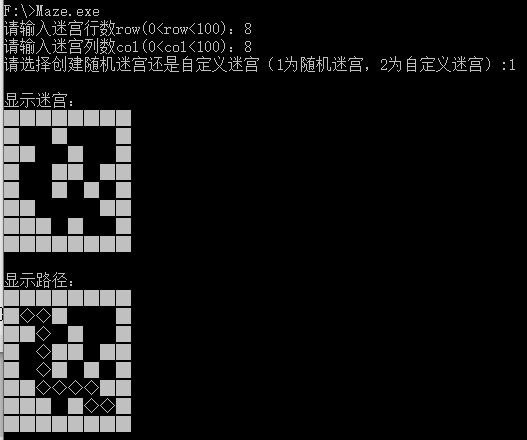 F:\>Maze.exe
请输入迷宫行数row(0<row<100)：8
请输入迷宫列数col(0<col<100)：8
请选择创建随机迷宫还是自定义迷宫（1为随机迷宫，2为自定义迷宫）:1
显示迷宫：
显示路径：